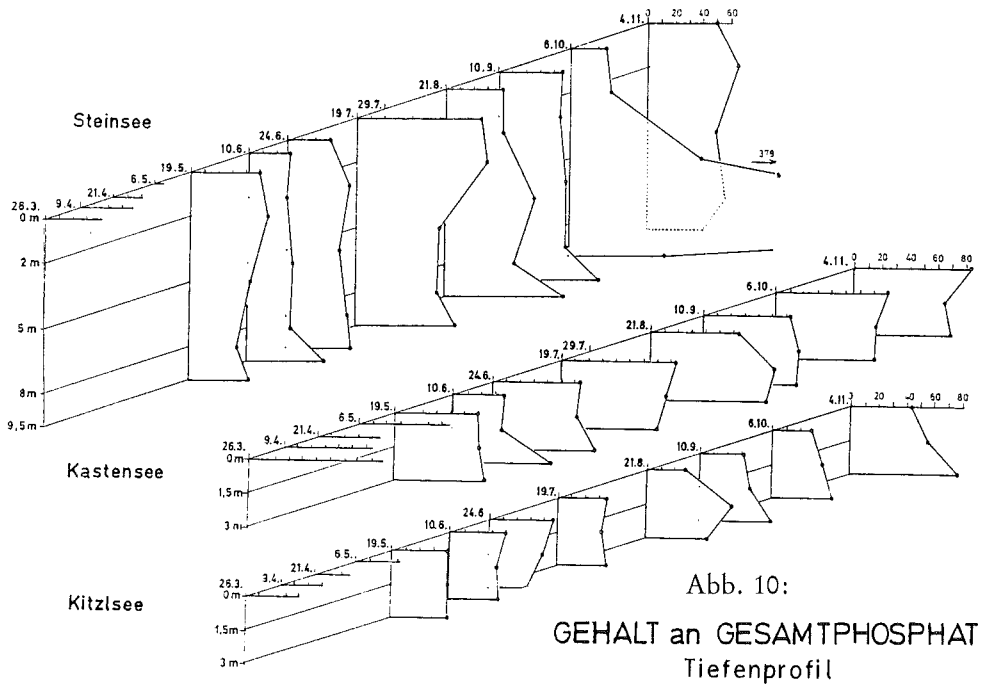 4.11. 0 20 40 60
6.10.
10.9.
21.8.
29.7.
19.7.
24.6.
10.6.
19.5.
6.5.
21.4.
9.4.
26.3.
Steinsee
0 m
2 m
5 m
8 m
9,5 m
379
4.11. 0 20 40 60 80
6.10.
10.9.
21.8.
29.7.
19.7.
24.6.
10.6.
19.5.
6.5.
21.4.
9.4.
26.3.
0 m
Kastensee
1,5 m
3 m
4.11. 20 40 60 80
6.10.
10.9.
21.8.
19.7.
24.6
10.6.
19.5.
6.5.
21.4.
26.3.
0 m
Kitzlsee
1,5 m
3 m
Abb. 10:
GEHALT an GESAMTPHOSPHAT
Tiefenprofil